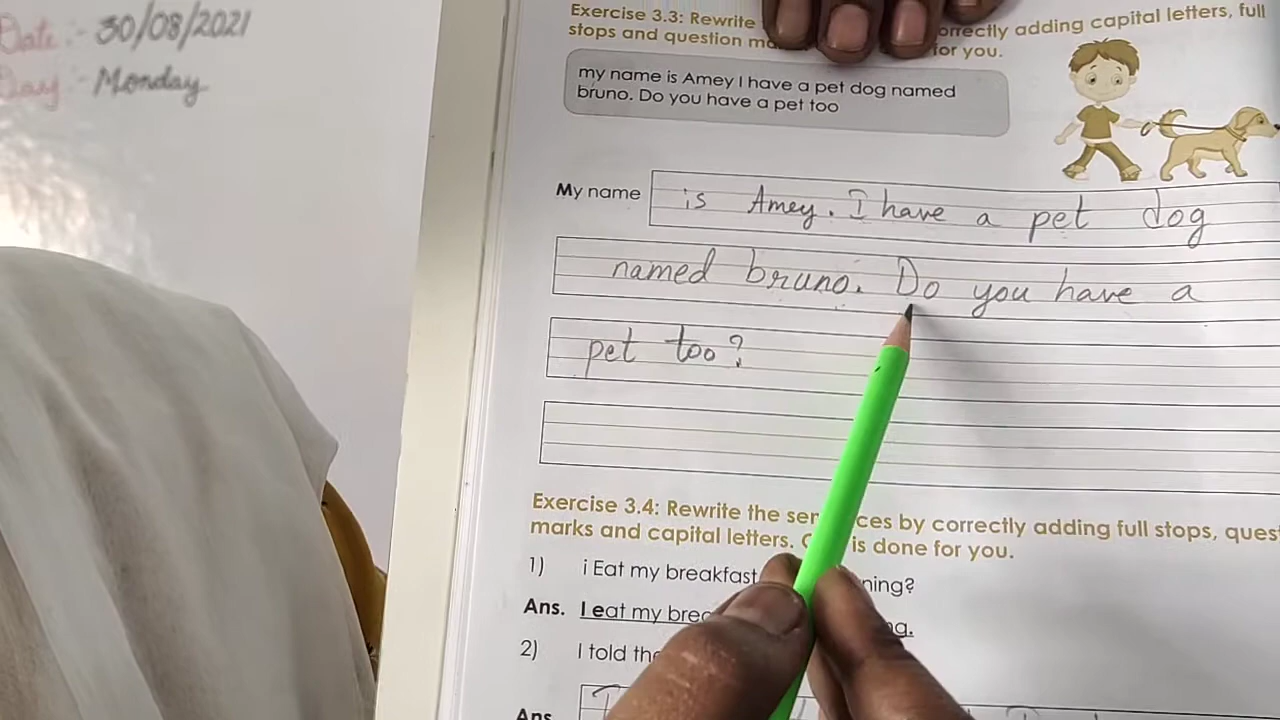 Date :- 30/08/2021
Day :- Monday
Exercise 3.3: Rewrite orrectly adding capital letters, full
stops and question for you.
my name is Amey I have a pet dog named
bruno. Do you have a pet too
My name is Amey. I have a pet dog
named bruno. Do you have a
pet too?
Exercise 3.4: Rewrite the sen ces by correctly adding full stops, quest
marks and capital letters. is done for you.
1) i Eat my breakfast ning?
Ans. I eat my brea g.
2) I told the
Ans